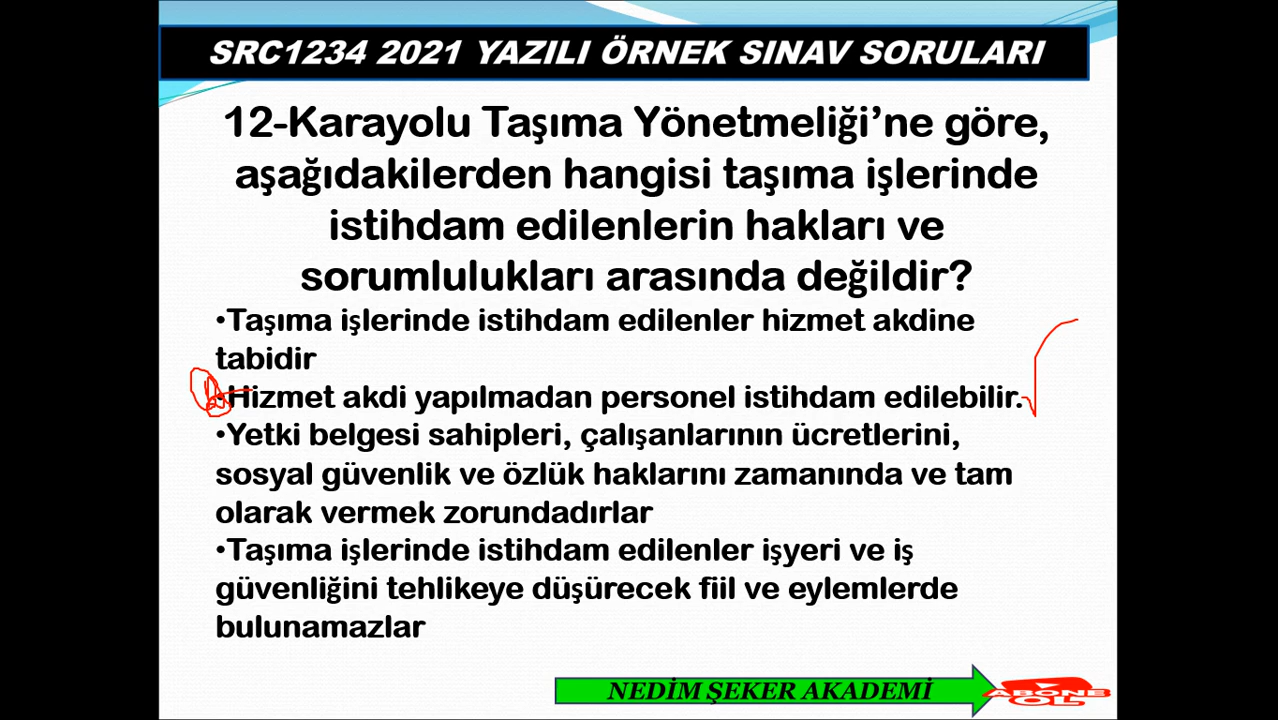 SRC1234 2021 YAZILI ÖRNEK SINAV SORULARI
12-Karayolu Taşıma Yönetmeliği’ne göre,
aşağıdakilerden hangisi taşıma işlerinde
istihdam edilenlerin hakları ve
sorumlulukları arasında değildir?
•Taşıma işlerinde istihdam edilenler hizmet akdine
tabidir
•Hizmet akdi yapılmadan personel istihdam edilebilir.
•Yetki belgesi sahipleri, çalışanlarının ücretlerini,
sosyal güvenlik ve özlük haklarını zamanında ve tam
olarak vermek zorundadırlar
•Taşıma işlerinde istihdam edilenler işyeri ve iş
güvenliğini tehlikeye düşürecek fiil ve eylemlerde
bulunamazlar
NEDİM ŞEKER AKADEMİ
ABONE
OL